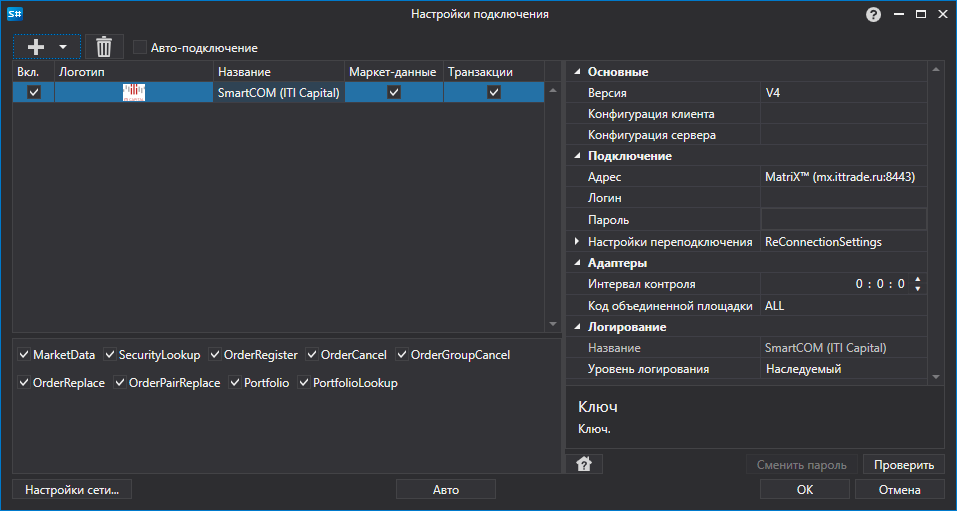 S#
Настройки подключения
?
Авто-подключение
Вкл. Логотип Название Маркет-данные Транзакции
SmartCOM (ITI Capital)
MarketData SecurityLookup OrderRegister OrderCancel OrderGroupCancel
OrderReplace OrderPairReplace Portfolio PortfolioLookup
Основные
Версия V4
Конфигурация клиента
Конфигурация сервера
Подключение
Адрес MatriX™ (mx.ittrade.ru:8443)
Логин
Пароль
Настройки переподключения ReConnectionSettings
Адаптеры
Интервал контроля 0 : 0 : 0
Код объединенной площадки ALL
Логирование
Название SmartCOM (ITI Capital)
Уровень логирования Наследуемый
Ключ
Ключ.
?
Сменить пароль Проверить
Настройки сети... Авто OK Отмена